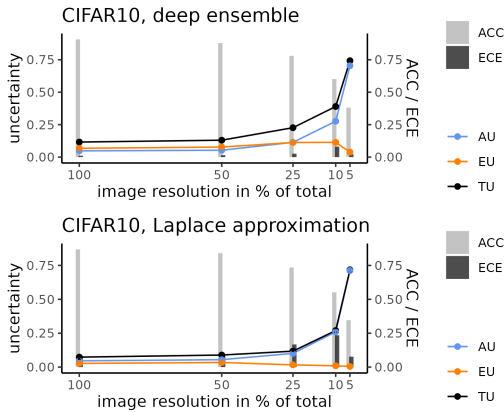 CIFAR10, deep ensemble
uncertainty
0.75
0.50
0.25
0.00
0.75
0.50
0.25
0.00
ACC / ECE
100 50 25 10 5
image resolution in % of total
ACC
ECE
AU
EU
TU
CIFAR10, Laplace approximation
uncertainty
0.75
0.50
0.25
0.00
0.75
0.50
0.25
0.00
ACC / ECE
100 50 25 10 5
image resolution in % of total
ACC
ECE
AU
EU
TU